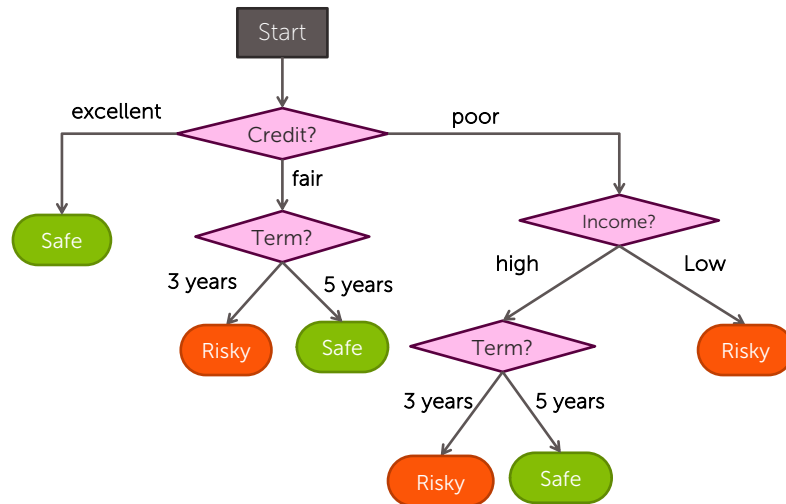 Start
excellent
Credit?
poor
fair
Safe
Term?
Income?
3 years
5 years
high
Low
Risky
Safe
Term?
Risky
3 years
5 years
Risky
Safe